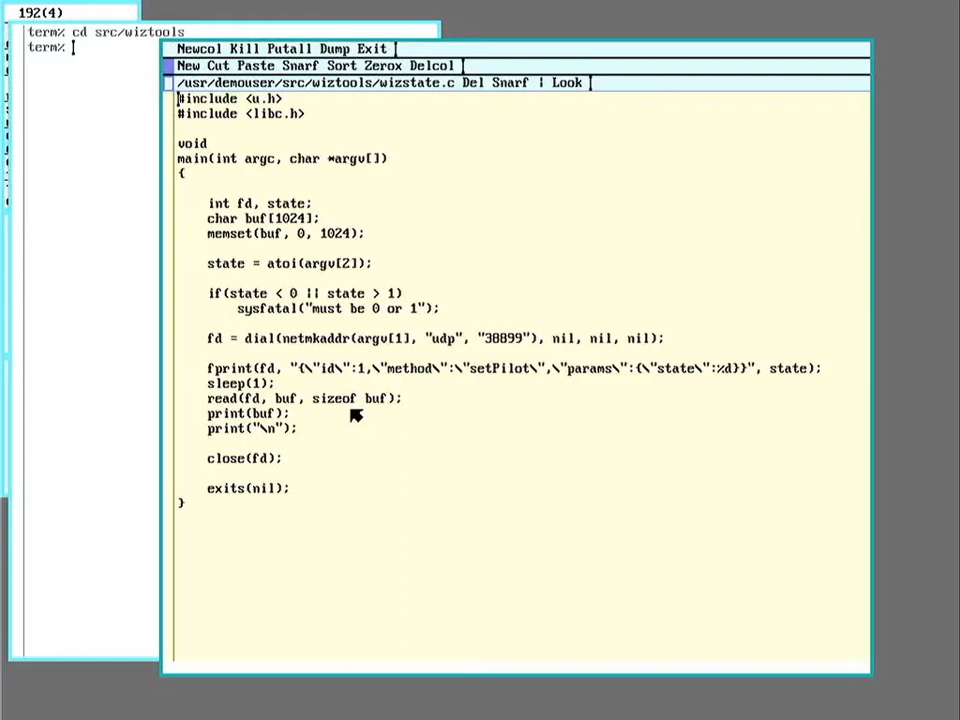 192(4)
term% cd src/wiztools
term%
Newcol Kill Putall Dump Exit
New Cut Paste Snarf Sort Zerox Delcol
/usr/demouser/src/wiztools/wizstate.c Del Snarf | Look
#include <u.h>
#include <libc.h>
void
main(int argc, char *argv[])
{
int fd, state;
char buf[1024];
memset(buf, 0, 1024);
state = atoi(argv[2]);
if(state < 0 || state > 1)
sysfatal("must be 0 or 1");
fd = dial(netmkaddr(argv[1], "udp", "38899"), nil, nil, nil);
fprint(fd, "{\"id\":1,\"method\":\"setPilot\",\"params\":{\"state\":%d}}", state);
sleep(1);
read(fd, buf, sizeof buf);
print(buf);
print("\n");
close(fd);
exits(nil);
}